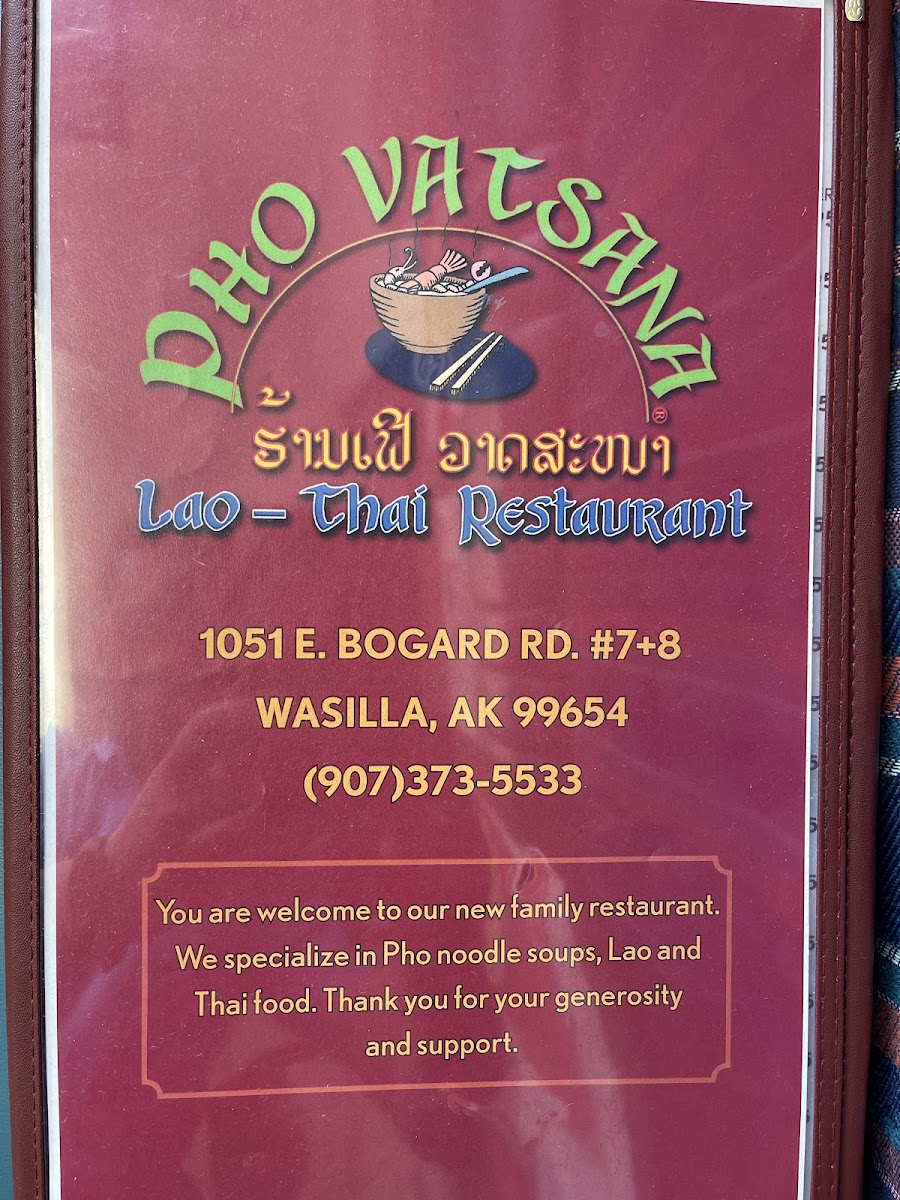 PHO VATSANA
®
ຮ້ານເຟີ ວາດສະໜາ
Lao – Thai Restaurant
1051 E. BOGARD RD. #7+8
WASILLA, AK 99654
(907)373-5533
You are welcome to our new family restaurant.
We specialize in Pho noodle soups, Lao and
Thai food. Thank you for your generosity
and support.